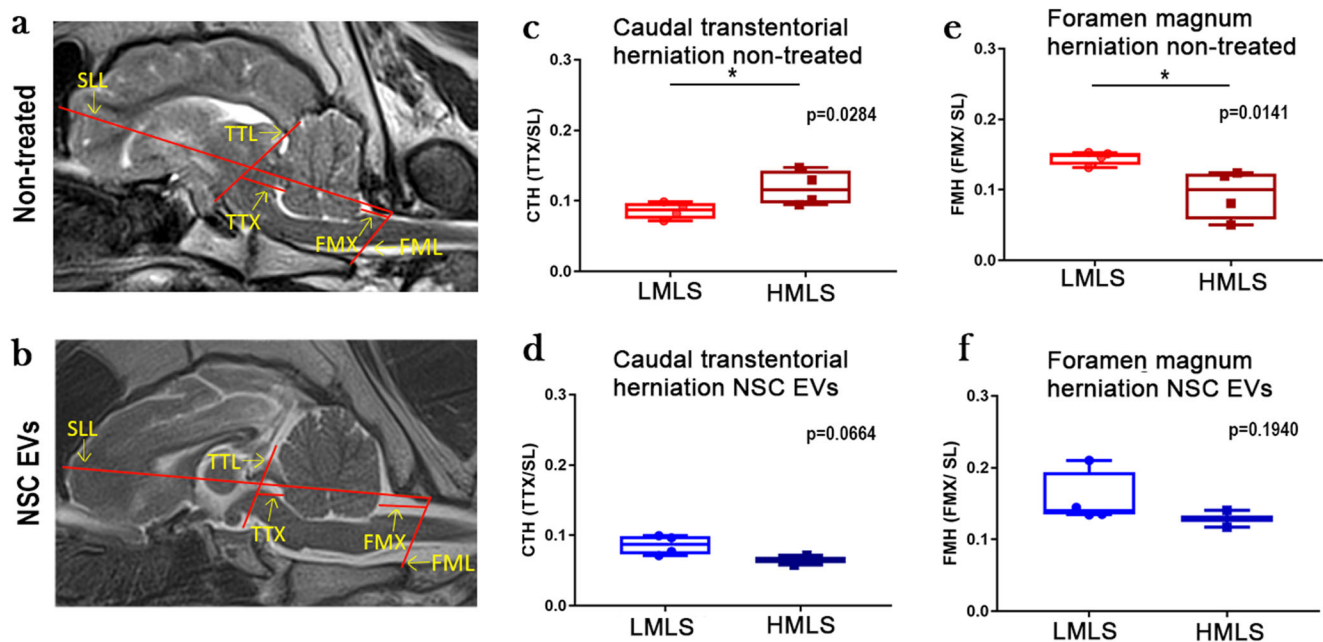 a
Non-treated
SLL
TTL
TTX
FMX
FML
b
NSC EVs
SLL
TTL
TTX
FMX
FML
c
Caudal transtentorial
herniation non-treated
*
p=0.0284
CTH (TTX/SL)
0.3
0.2
0.1
0.0
LMLS HMLS
d
Caudal transtentorial
herniation NSC EVs
p=0.0664
CTH (TTX/SL)
0.3
0.2
0.1
0.0
LMLS HMLS
e
Foramen magnum
herniation non-treated
*
p=0.0141
FMH (FMX/ SL)
0.3
0.2
0.1
0.0
LMLS HMLS
f
Foramen magnum
herniation NSC EVs
p=0.1940
FMH (FMX/ SL)
0.3
0.2
0.1
0.0
LMLS HMLS